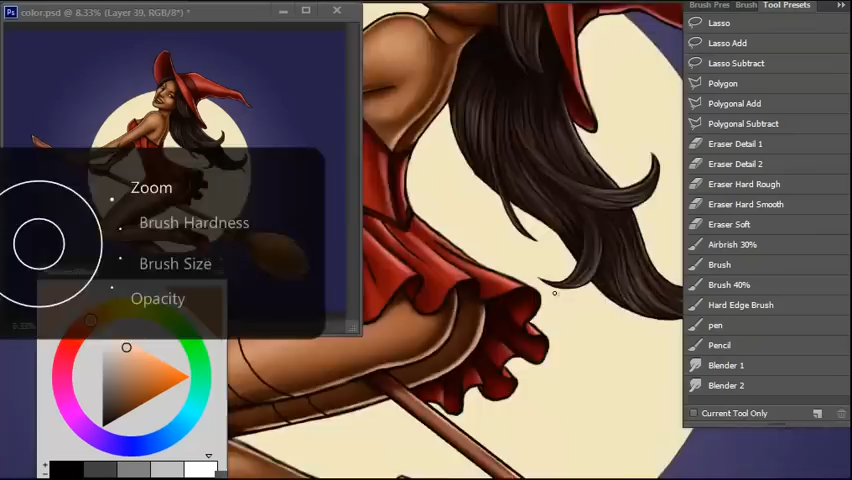 Ps color.psd @ 8.33% (Layer 39, RGB/8*) *
Zoom
Brush Hardness
Brush Size
Opacity
Brush Pres Brush Tool Presets
Lasso
Lasso Add
Lasso Subtract
Polygon
Polygonal Add
Polygonal Subtract
Eraser Detail 1
Eraser Detail 2
Eraser Hard Rough
Eraser Hard Smooth
Eraser Soft
Airbrish 30%
Brush
Brush 40%
Hard Edge Brush
pen
Pencil
Blender 1
Blender 2
Current Tool Only